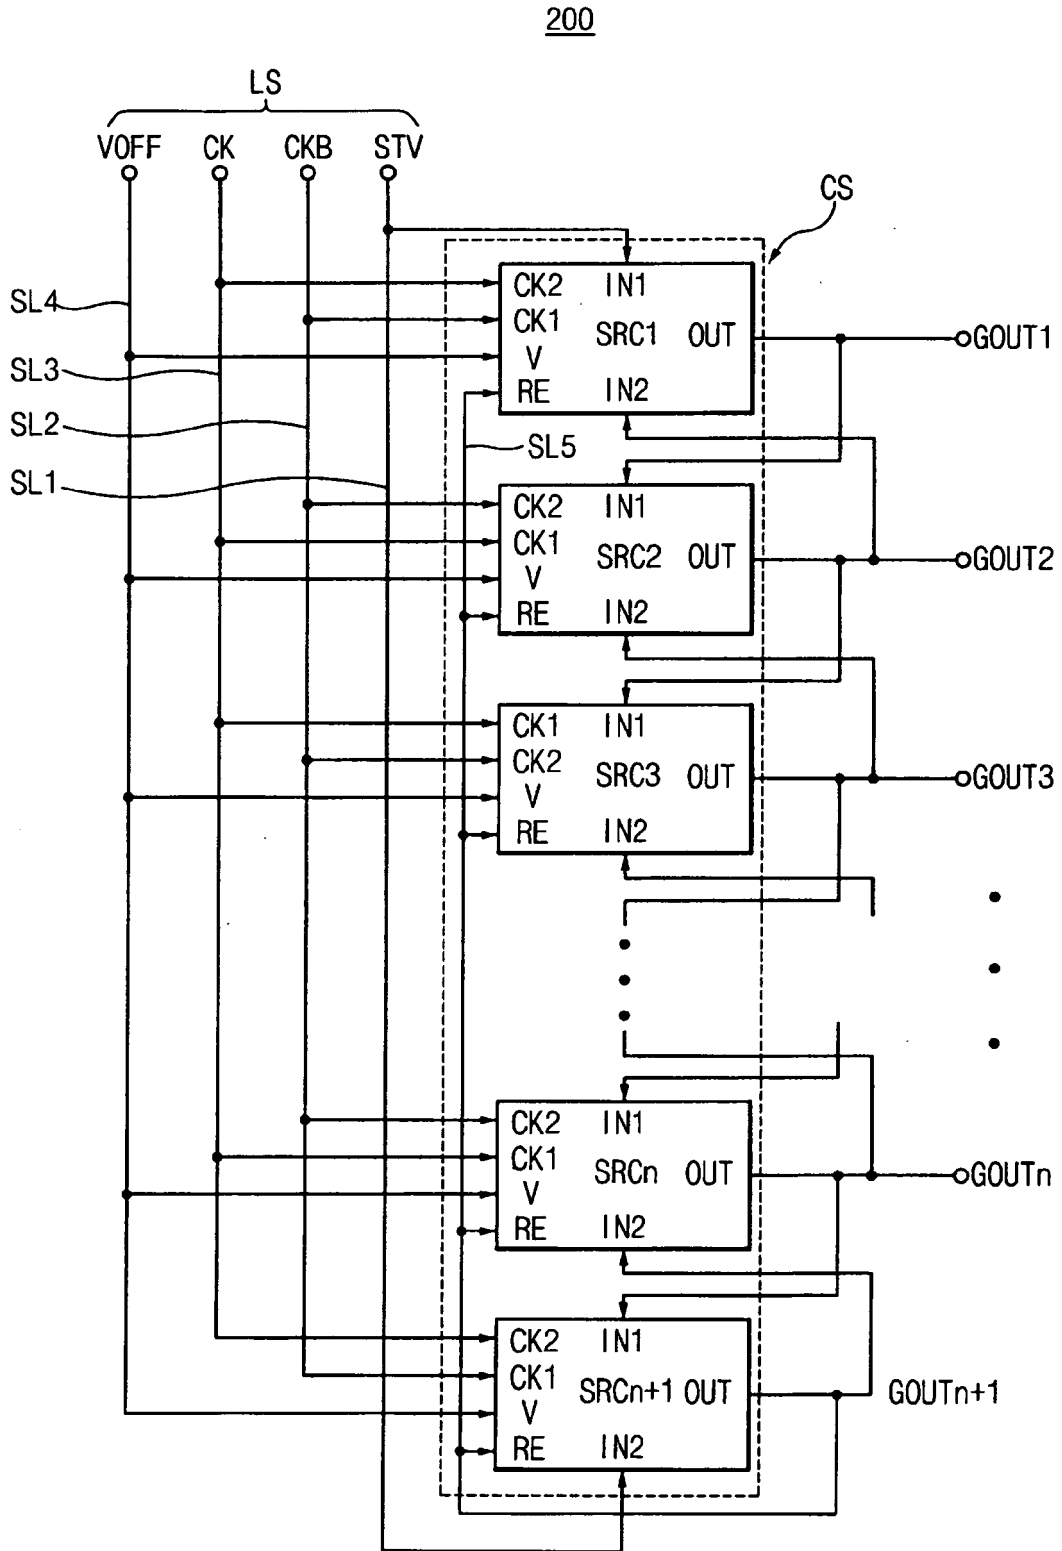 200
LS
VOFF CK CKB STV
CS
CK2 IN1
SL4
CK1
SRC1 OUT
GOUT1
V
SL3
RE IN2
SL2
SL5
SL1
CK2 IN1
CK1
SRC2 OUT
GOUT2
V
RE IN2
CK1 IN1
CK2
SRC3 OUT
GOUT3
V
RE IN2
CK2 IN1
CK1
SRCn OUT
GOUTn
V
RE IN2
CK2 IN1
CK1
SRCn+1 OUT
GOUTn+1
V
RE IN2